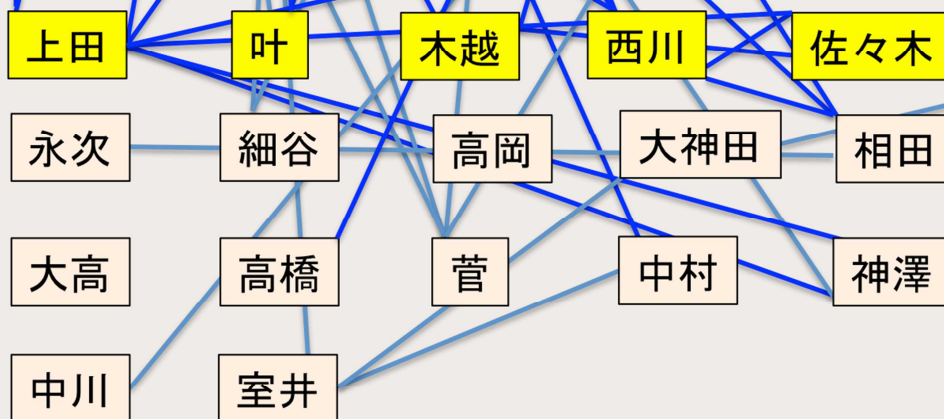 上田 叶 木越 西川 佐々木
永次 細谷 高岡 大神田 相田
大高 高橋 菅 中村 神澤
中川 室井